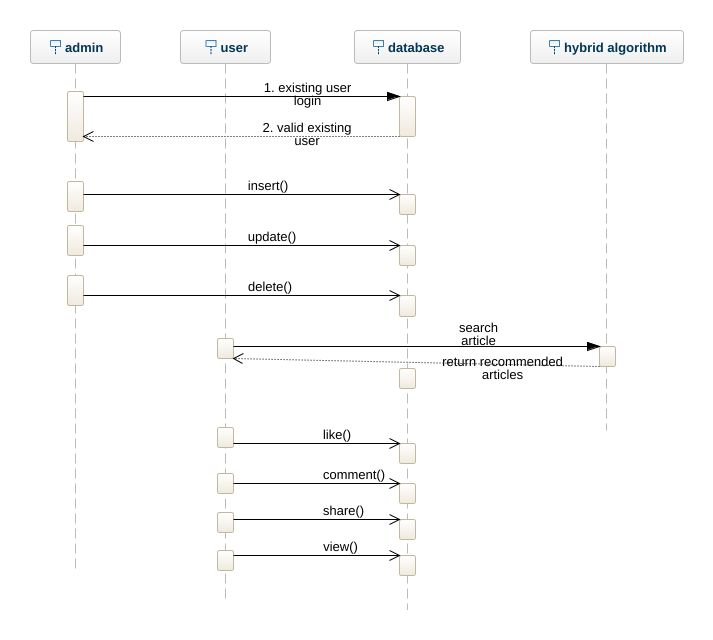 admin
user
database
hybrid algorithm
1. existing user
login
2. valid existing
user
insert()
update()
delete()
search
article
return recommended
articles
like()
comment()
share()
view()